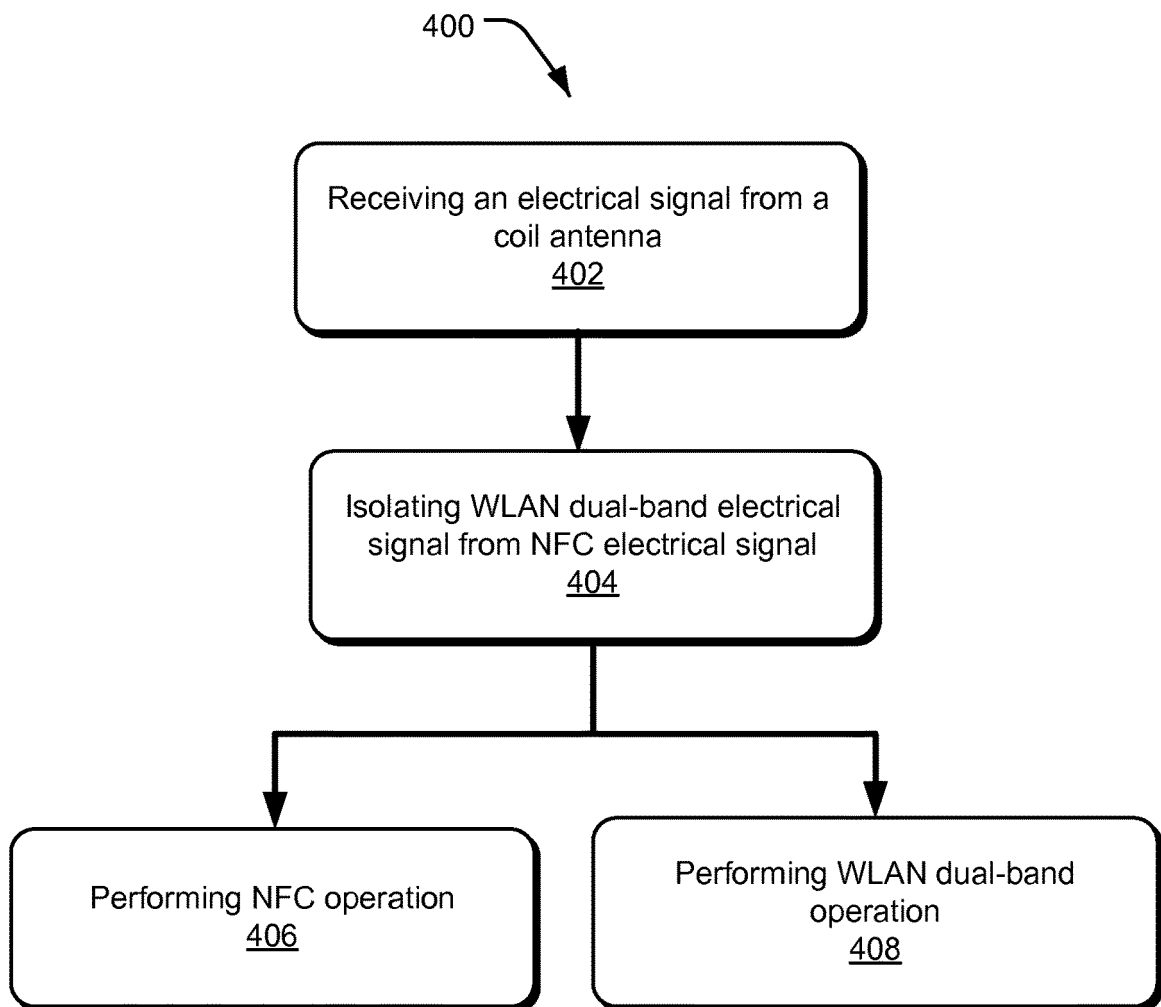 400
Receiving an electrical signal from a
coil antenna
402
Isolating WLAN dual-band electrical
signal from NFC electrical signal
404
Performing NFC operation
406
Performing WLAN dual-band
operation
408